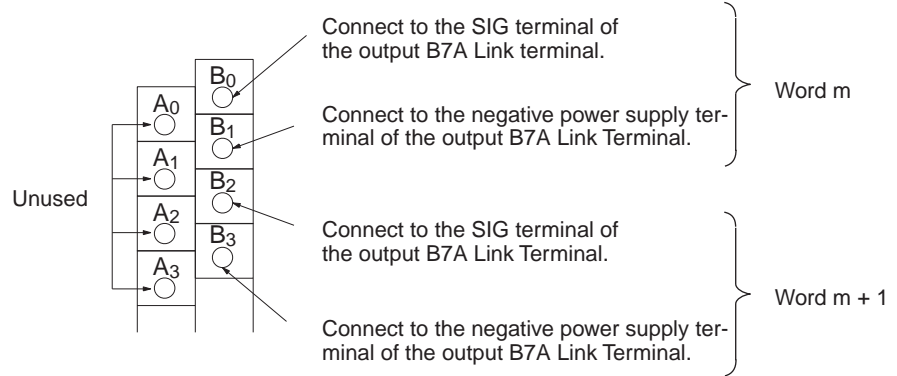 Connect to the SIG terminal of
the output B7A Link terminal.
Word m
B0
A0
Connect to the negative power supply ter-
minal of the output B7A Link Terminal.
B1
A1
Unused
B2
A2
Connect to the SIG terminal of
the output B7A Link Terminal.
B3
A3
Word m + 1
Connect to the negative power supply ter-
minal of the output B7A Link Terminal.